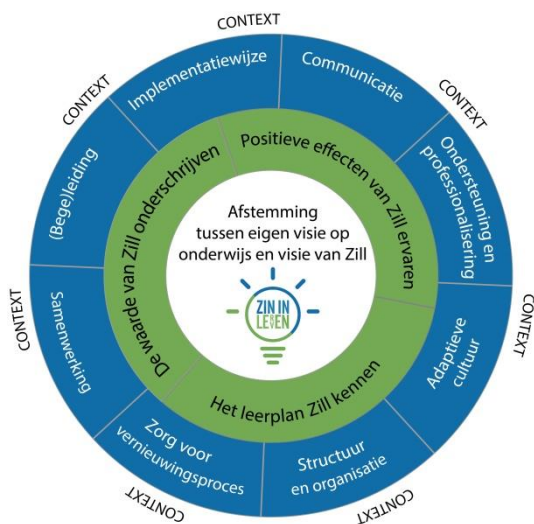 CONTEXT
Implementatiewijze
Communicatie
CONTEXT
Ondersteuning en
professionalisering
CONTEXT
Adaptieve
cultuur
CONTEXT
Structuur
en organisatie
CONTEXT
Zorg voor
vernieuwingsproces
CONTEXT
Samenwerking
CONTEXT
(Bege)leiding
De waarde van Zill onderschrijven
Positieve effecten van Zill ervaren
Het leerplan Zill kennen
Afstemming
tussen eigen visie op
onderwijs en visie van Zill
ZIN IN